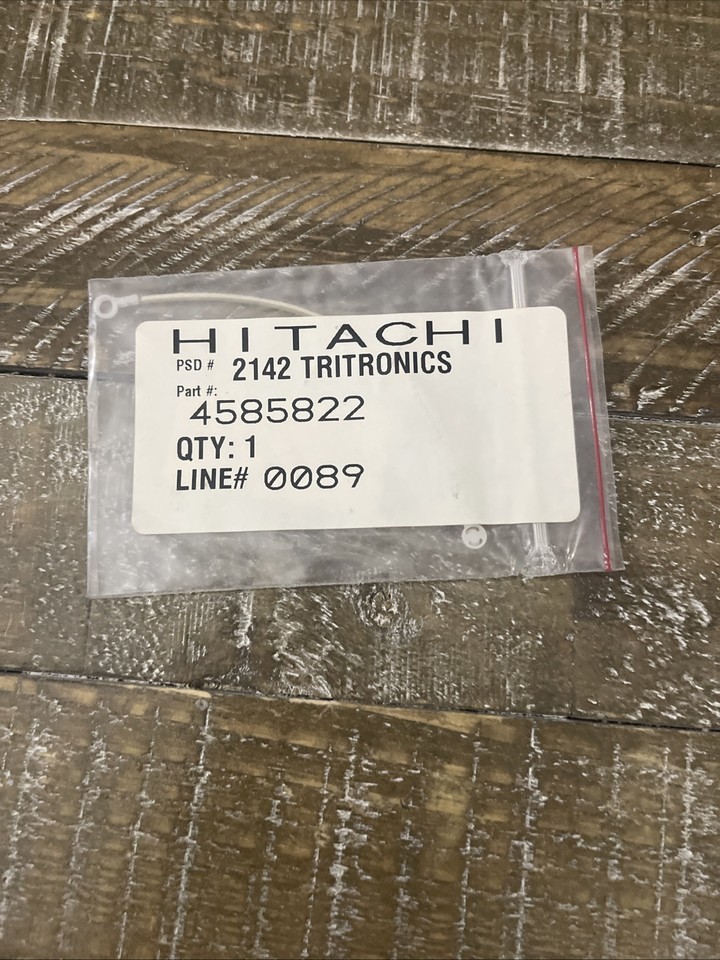 HITACHI
PSD # 2142 TRITRONICS
Part #:
4585822
QTY: 1
LINE# 0089